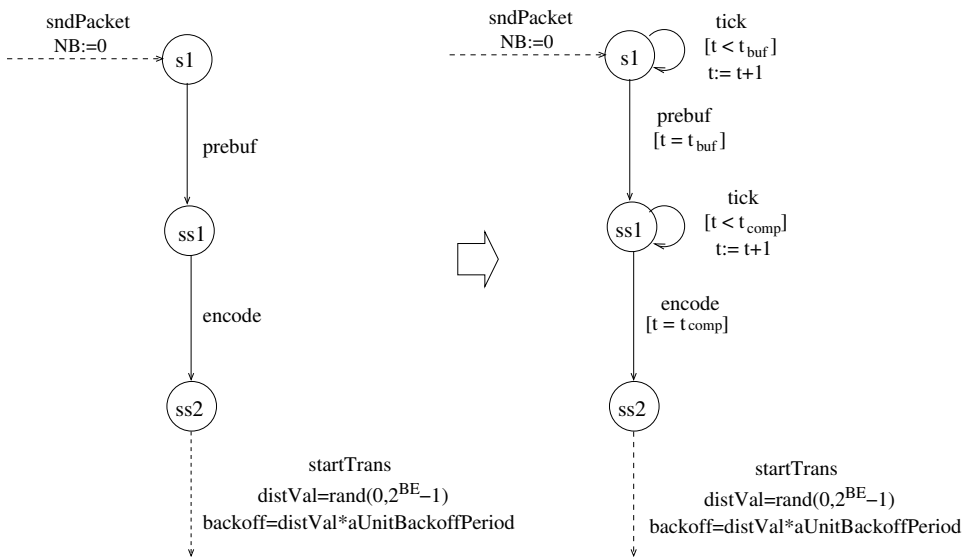 sndPacket
NB:=0
s1
prebuf
ss1
encode
ss2
startTrans
distVal=rand(0,2^BE−1)
backoff=distVal*aUnitBackoffPeriod
sndPacket
NB:=0
s1
tick
[t < t_buf]
t:= t+1
prebuf
[t = t_buf]
ss1
tick
[t < t_comp]
t:= t+1
encode
[t = t_comp]
ss2
startTrans
distVal=rand(0,2^BE−1)
backoff=distVal*aUnitBackoffPeriod